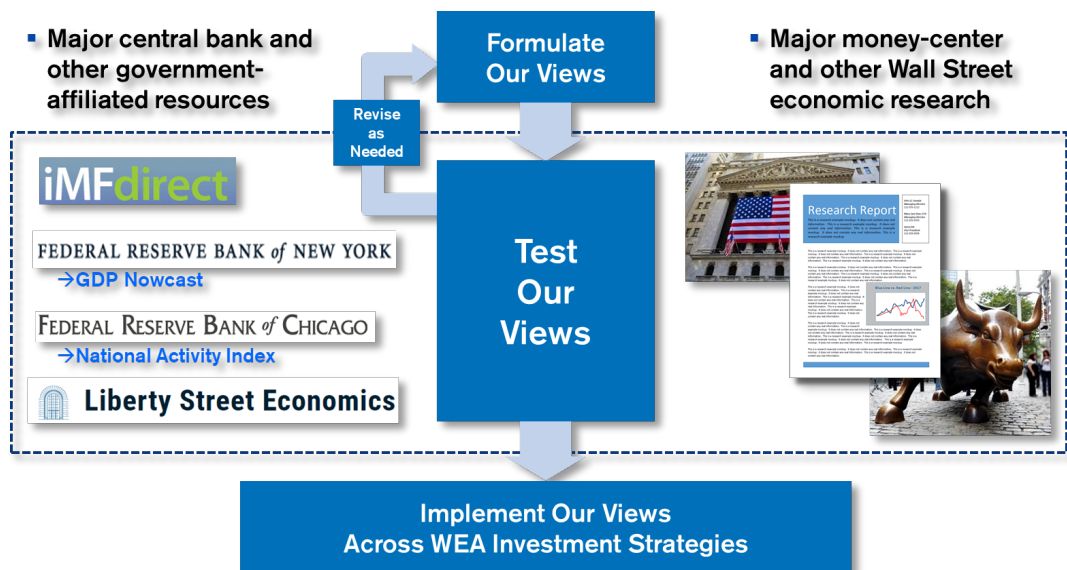 ▪ Major central bank and
other government-
affiliated resources
Formulate
Our Views
▪ Major money-center
and other Wall Street
economic research
Revise
as
Needed
iMFdirect
FEDERAL RESERVE BANK of NEW YORK
→GDP Nowcast
FEDERAL RESERVE BANK of CHICAGO
→National Activity Index
Liberty Street Economics
Test
Our
Views
Research Report
Implement Our Views
Across WEA Investment Strategies